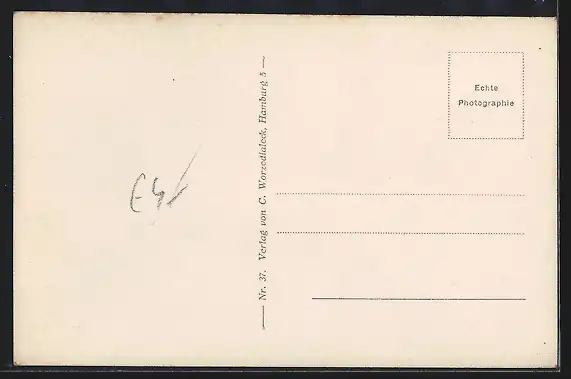 Nr. 37. Verlag von C. Worzedialeck, Hamburg 5
Echte
Photographie